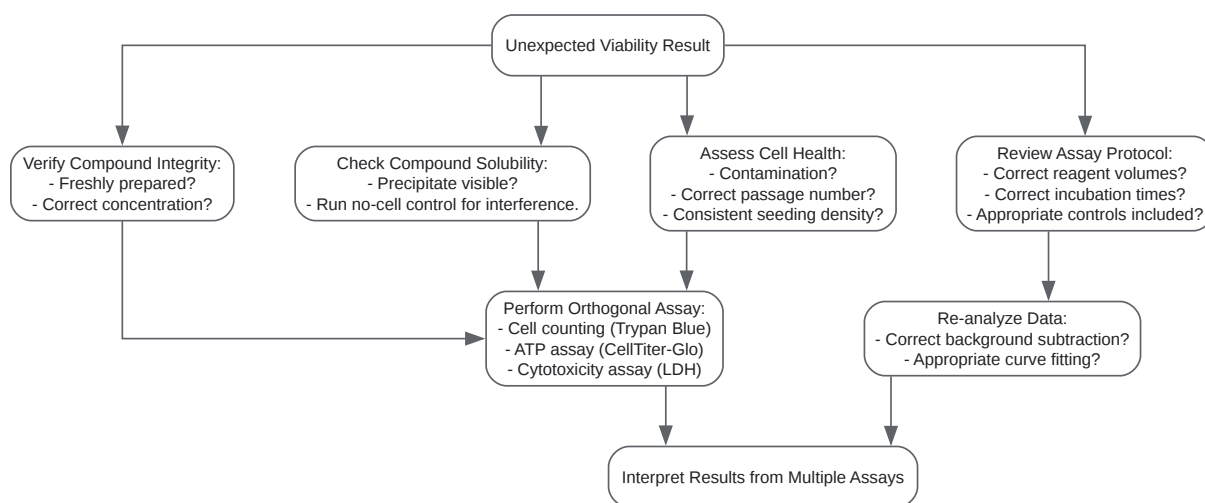 Unexpected Viability Result
Verify Compound Integrity:
- Freshly prepared?
- Correct concentration?
Check Compound Solubility:
- Precipitate visible?
- Run no-cell control for interference.
Assess Cell Health:
- Contamination?
- Correct passage number?
- Consistent seeding density?
Review Assay Protocol:
- Correct reagent volumes?
- Correct incubation times?
- Appropriate controls included?
Perform Orthogonal Assay:
- Cell counting (Trypan Blue)
- ATP assay (CellTiter-Glo)
- Cytotoxicity assay (LDH)
Re-analyze Data:
- Correct background subtraction?
- Appropriate curve fitting?
Interpret Results from Multiple Assays